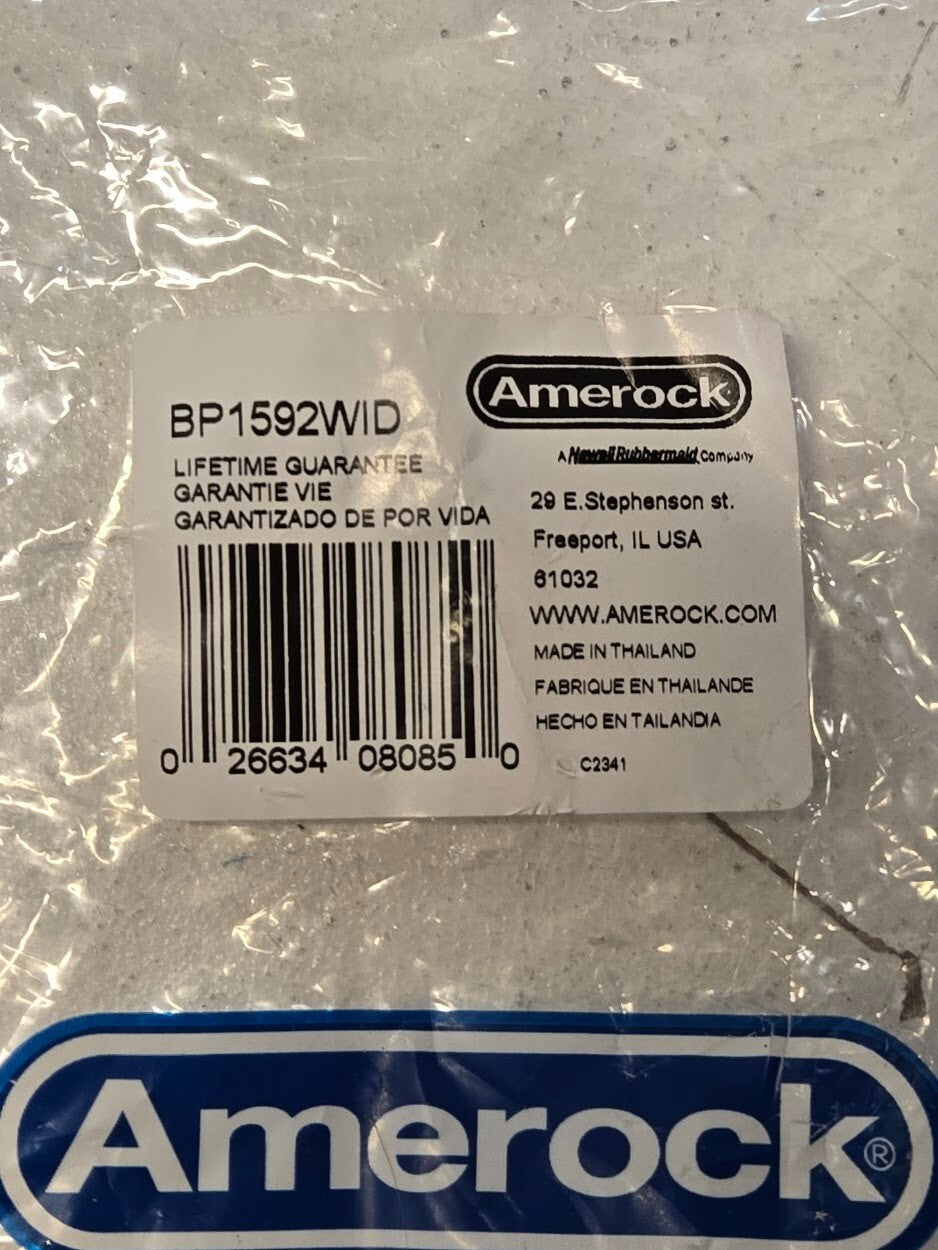 BP1592WID
LIFETIME GUARANTEE
GARANTIE VIE
GARANTIZADO DE POR VIDA
0 26634 08085 0
Amerock
A Newell Rubbermaid Company
29 E.Stephenson st.
Freeport, IL USA
61032
WWW.AMEROCK.COM
MADE IN THAILAND
FABRIQUE EN THAILANDE
HECHO EN TAILANDIA
C2341
Amerock®